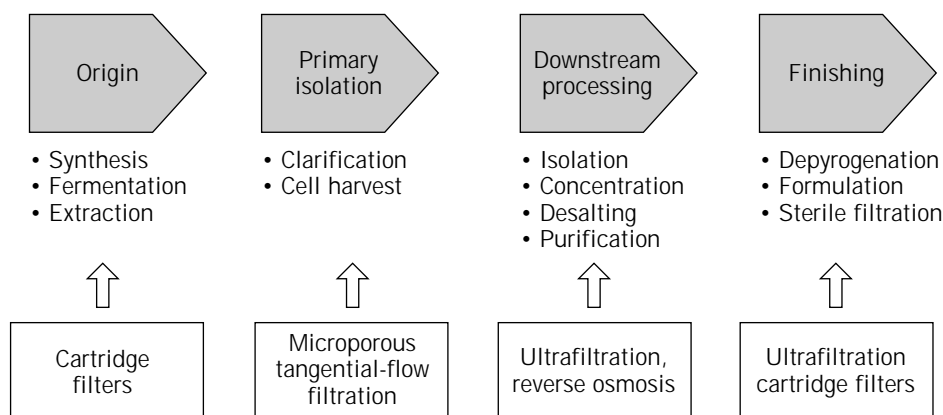 Origin
Primary
isolation
Downstream
processing
Finishing
• Synthesis
• Fermentation
• Extraction
• Clarification
• Cell harvest
• Isolation
• Concentration
• Desalting
• Purification
• Depyrogenation
• Formulation
• Sterile filtration
Cartridge
filters
Microporous
tangential-flow
filtration
Ultrafiltration,
reverse osmosis
Ultrafiltration
cartridge filters